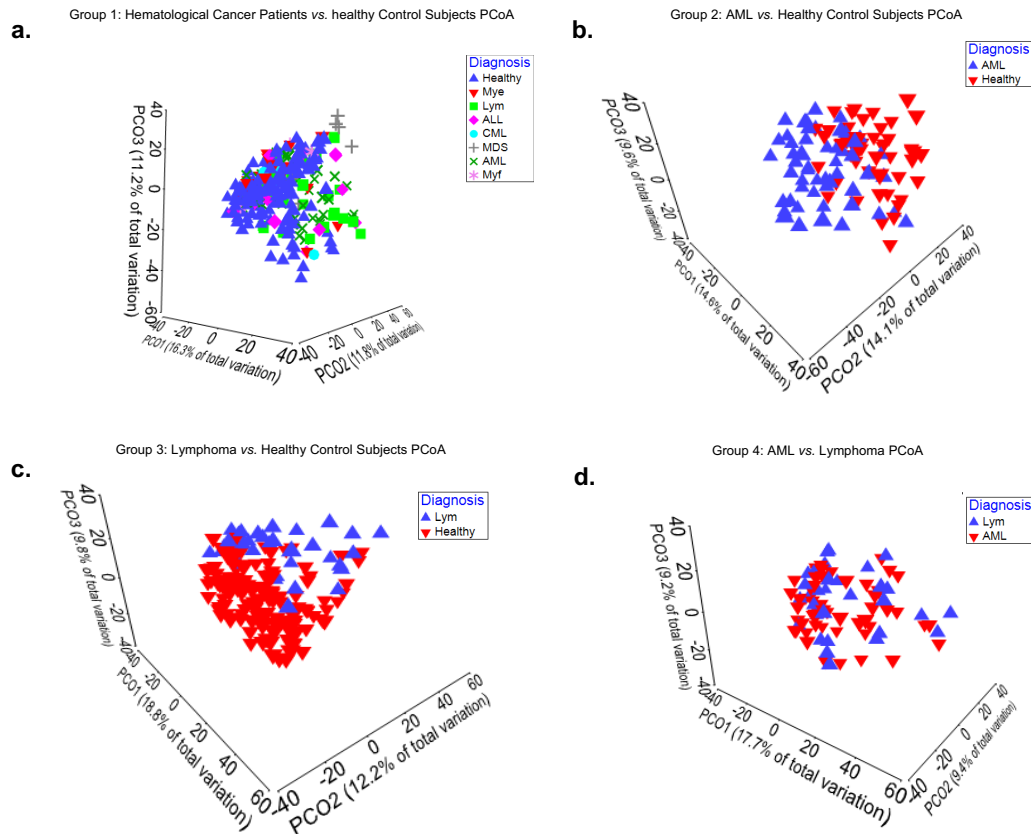 Group 1: Hematological Cancer Patients vs. healthy Control Subjects PCoA
a.
Diagnosis
Healthy
Mye
Lym
ALL
CML
MDS
AML
Myf
PCO3 (11.2% of total variation)
40
20
0
-20
-40
-60
-40
-20
0
20
40
PCO1 (16.3% of total variation)
-40
-20
0
20
40
60
PCO2 (11.8% of total variation)
Group 2: AML vs. Healthy Control Subjects PCoA
b.
Diagnosis
AML
Healthy
PCO3 (9.6% of total variation)
40
20
0
-20
-40
-40
-20
0
20
40
PCO1 (14.6% of total variation)
-60
-40
-20
0
20
40
PCO2 (14.1% of total variation)
Group 3: Lymphoma vs. Healthy Control Subjects PCoA
c.
Diagnosis
Lym
Healthy
PCO3 (9.8% of total variation)
40
20
0
-20
-40
-40
-20
0
20
40
60
PCO1 (18.8% of total variation)
-40
-20
0
20
40
60
PCO2 (12.2% of total variation)
Group 4: AML vs. Lymphoma PCoA
d.
Diagnosis
Lym
AML
PCO3 (9.2% of total variation)
40
20
0
-20
-40
-40
-20
0
20
40
60
PCO1 (17.7% of total variation)
-40
-20
0
20
40
PCO2 (9.4% of total variation)